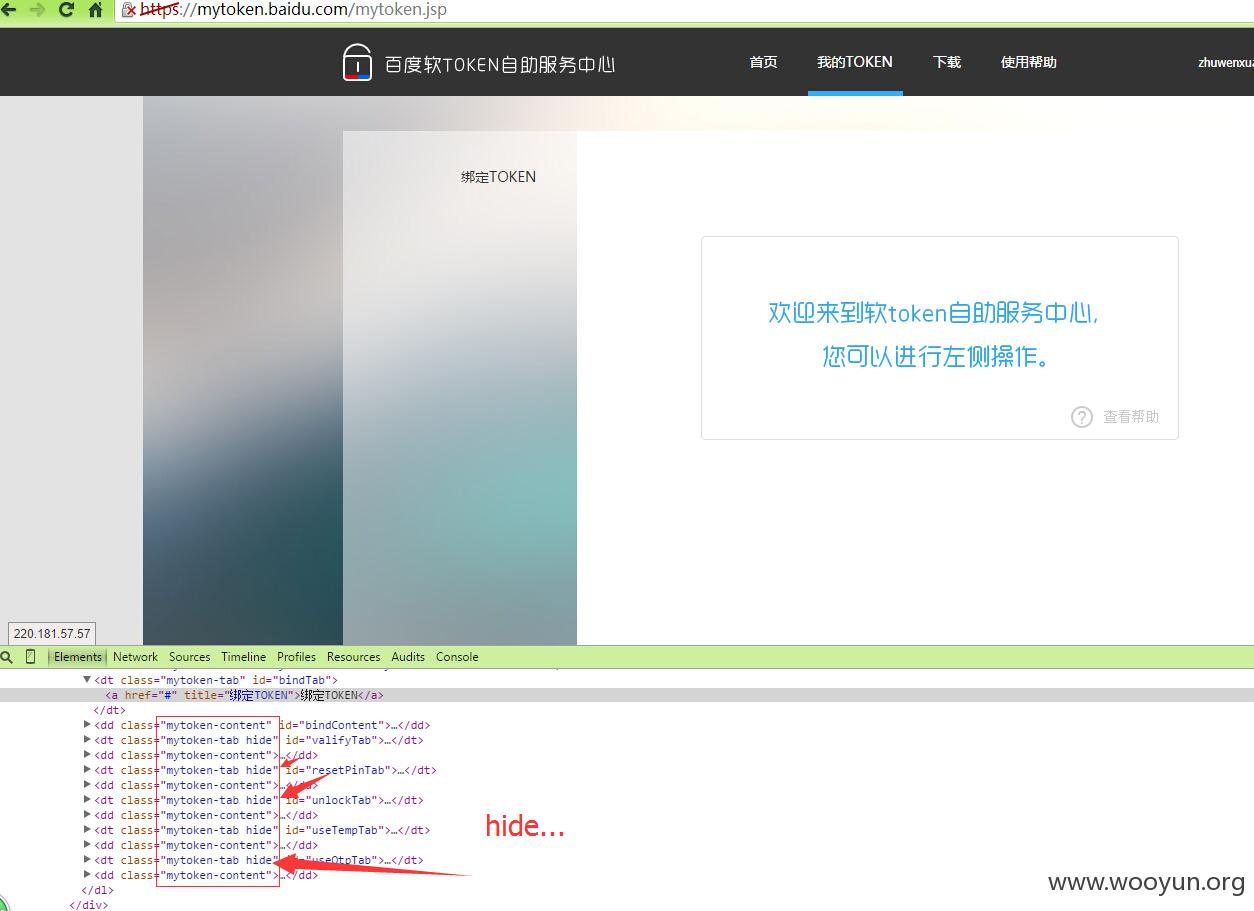 https://mytoken.baidu.com/mytoken.jsp
百度软TOKEN自助服务中心
首页 我的TOKEN 下载 使用帮助 zhuwenxua
绑定TOKEN
欢迎来到软token自助服务中心,
您可以进行左侧操作。
? 查看帮助
220.181.57.57
Elements Network Sources Timeline Profiles Resources Audits Console
<dt class="mytoken-tab" id="bindTab">
<a href="#" title="绑定TOKEN">绑定TOKEN</a>
</dt>
<dd class="mytoken-content" id="bindContent">…</dd>
<dt class="mytoken-tab hide" id="valifyTab">…</dt>
<dd class="mytoken-content">…</dd>
<dt class="mytoken-tab hide" id="resetPinTab">…</dt>
<dd class="mytoken-content">…</dd>
<dt class="mytoken-tab hide" id="unlockTab">…</dt>
<dd class="mytoken-content">…</dd>
<dt class="mytoken-tab hide" id="useTempTab">…</dt>
<dd class="mytoken-content">…</dd>
<dt class="mytoken-tab hide" id="useOtpTab">…</dt>
<dd class="mytoken-content">…</dd>
</dl>
</div>
hide...
www.wooyun.org